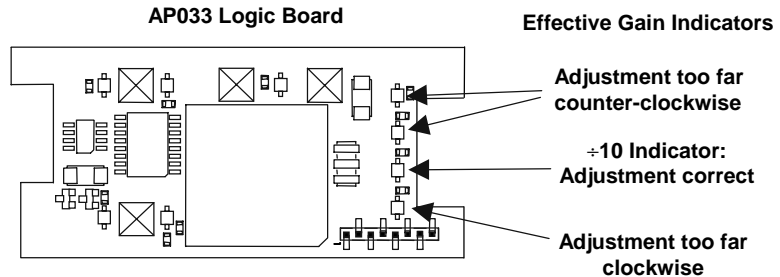 AP033 Logic Board
Effective Gain Indicators
Adjustment too far
counter-clockwise
÷10 Indicator:
Adjustment correct
Adjustment too far
clockwise